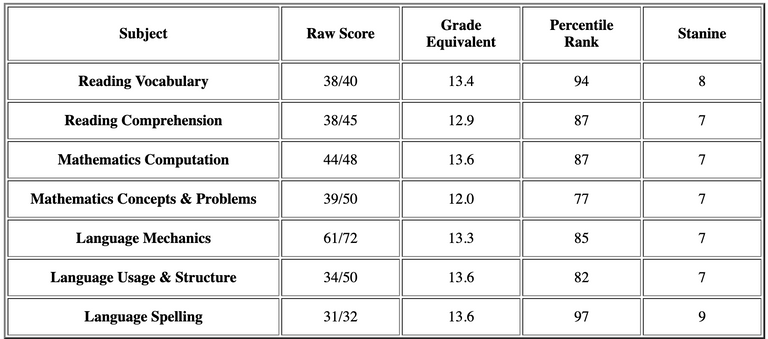 Subject Raw Score Grade Equivalent Percentile Rank Stanine
Reading Vocabulary 38/40 13.4 94 8
Reading Comprehension 38/45 12.9 87 7
Mathematics Computation 44/48 13.6 87 7
Mathematics Concepts & Problems 39/50 12.0 77 7
Language Mechanics 61/72 13.3 85 7
Language Usage & Structure 34/50 13.6 82 7
Language Spelling 31/32 13.6 97 9